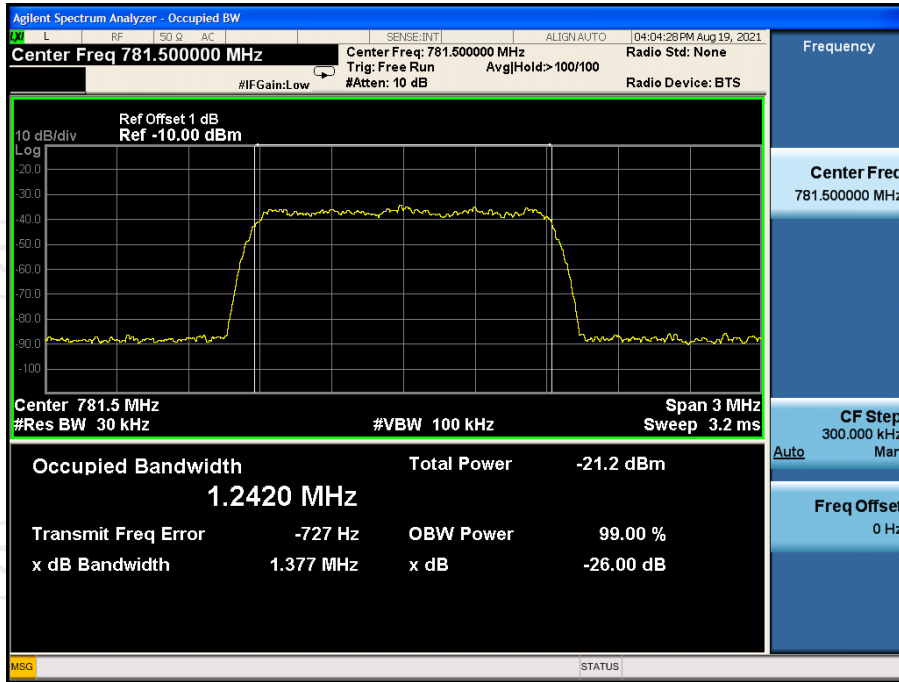 Agilent Spectrum Analyzer - Occupied BW
LXI L RF 50 Ω AC SENSE:INT ALIGN AUTO 04:04:28 PM Aug 19, 2021
Center Freq 781.500000 MHz Center Freq: 781.500000 MHz Radio Std: None
Trig: Free Run Avg|Hold:> 100/100
#IFGain:Low #Atten: 10 dB Radio Device: BTS
Ref Offset 1 dB
10 dB/div Ref -10.00 dBm
Log
-20.0
-30.0
-40.0
-50.0
-60.0
-70.0
-80.0
-90.0
-100
Center 781.5 MHz Span 3 MHz
#Res BW 30 kHz #VBW 100 kHz Sweep 3.2 ms
Occupied Bandwidth Total Power -21.2 dBm
1.2420 MHz
Transmit Freq Error -727 Hz OBW Power 99.00 %
x dB Bandwidth 1.377 MHz x dB -26.00 dB
MSG STATUS
Frequency
Center Freq
781.500000 MHz
CF Step
300.000 kHz
Auto Man
Freq Offset
0 Hz